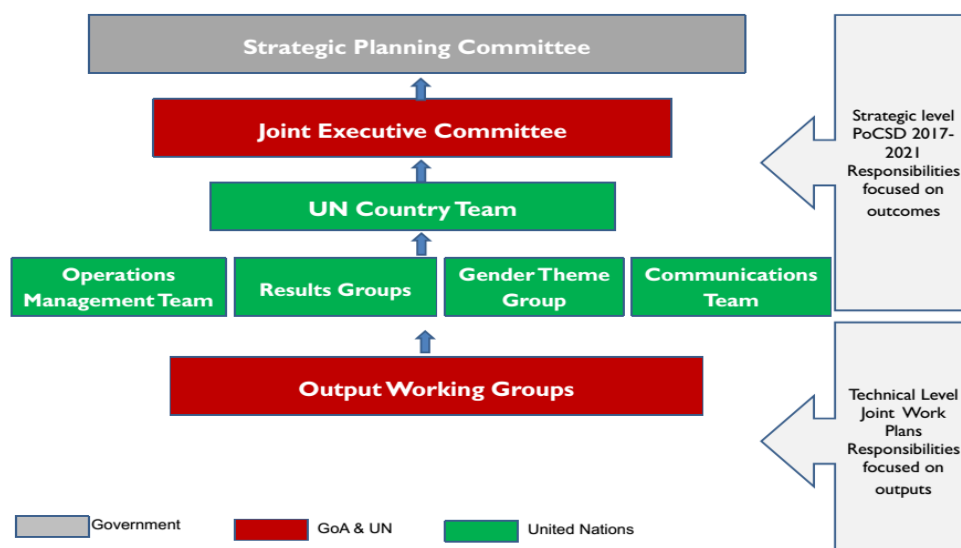 Strategic Planning Committee
Joint Executive Committee
UN Country Team
Operations
Management Team
Results Groups
Gender Theme
Group
Communications
Team
Output Working Groups
Strategic level
PoCSD 2017-
2021
Responsibilities
focused on
outcomes
Technical Level
Joint Work
Plans
Responsibilities
focused on
outputs
Government
GoA & UN
United Nations